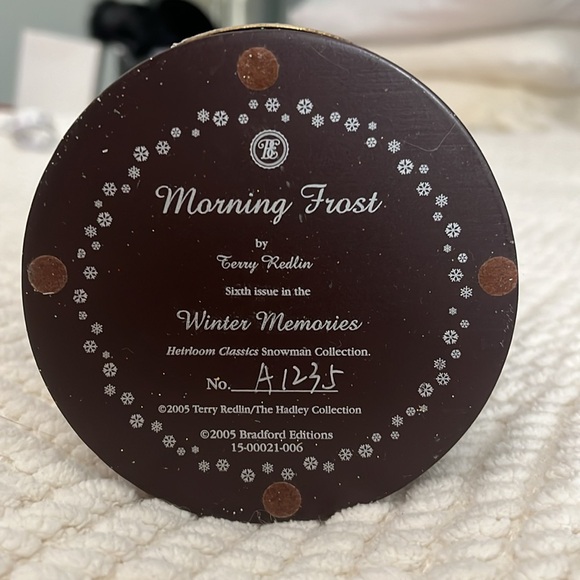 BE
Morning Frost
by
Terry Redlin
Sixth issue in the
Winter Memories
Heirloom Classics Snowman Collection.
No. A1235
©2005 Terry Redlin/The Hadley Collection
©2005 Bradford Editions
15-00021-006